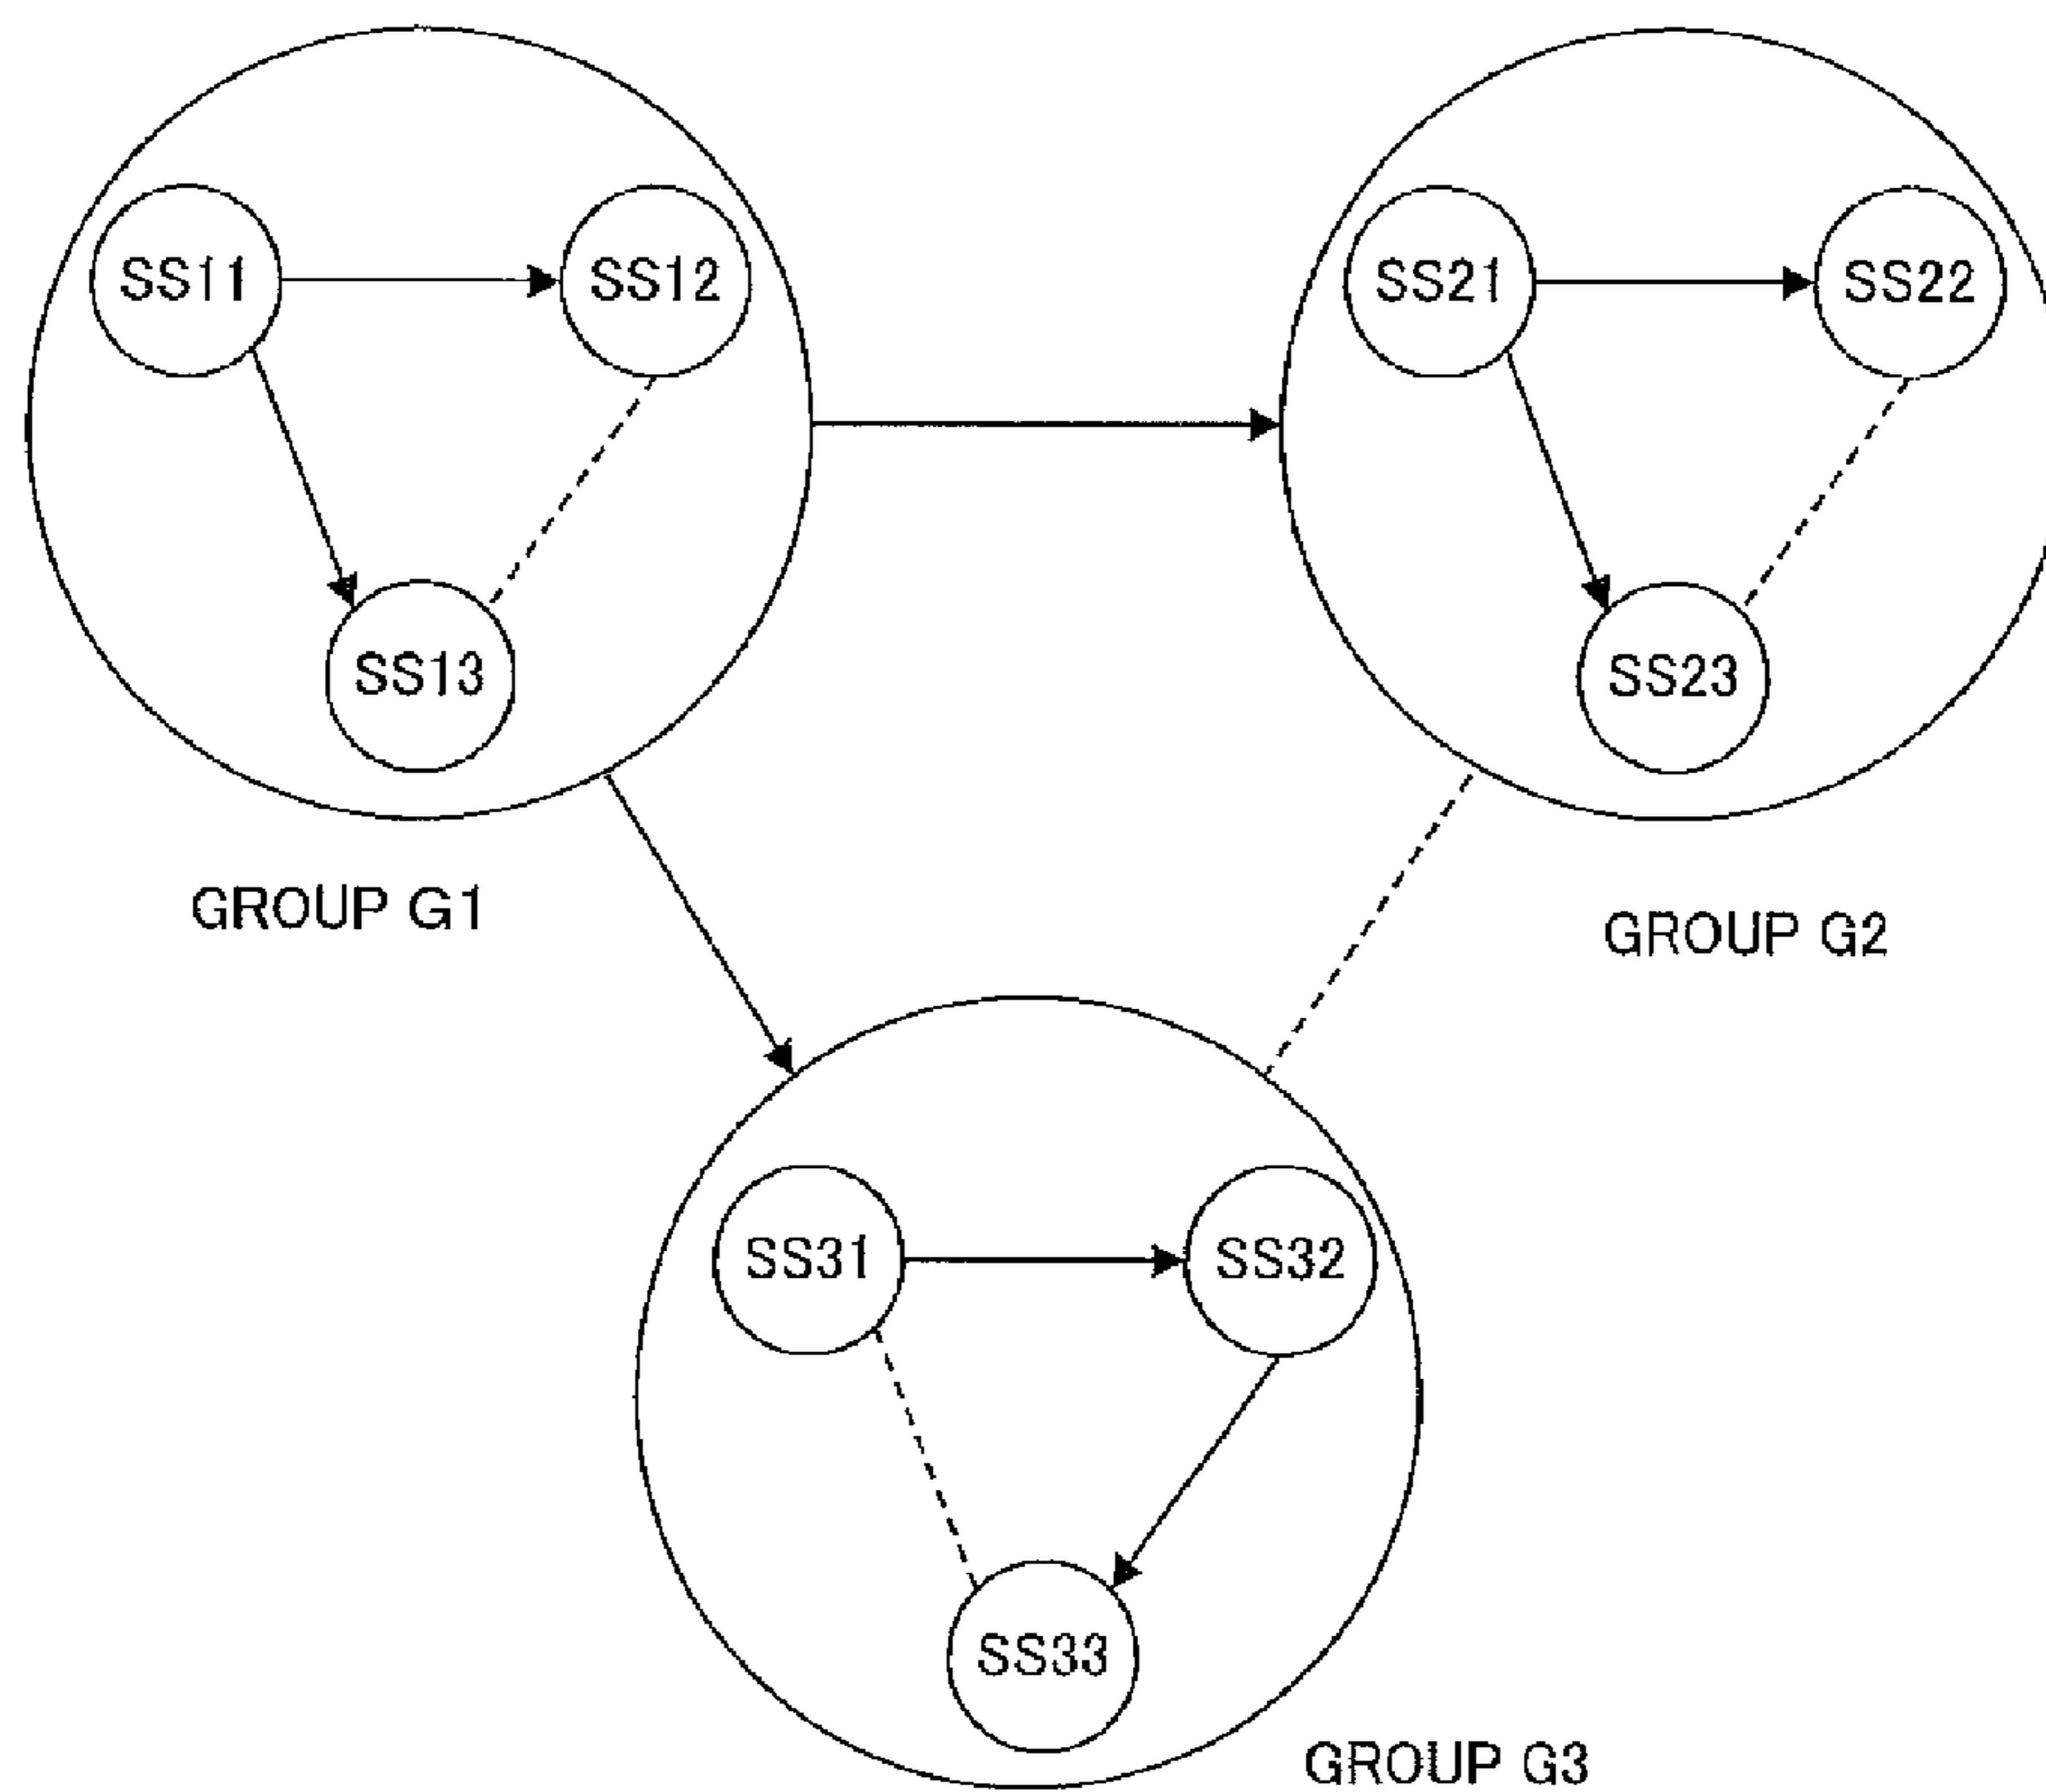 SS11
SS12
SS13
GROUP G1
SS21
SS22
SS23
GROUP G2
SS31
SS32
SS33
GROUP G3